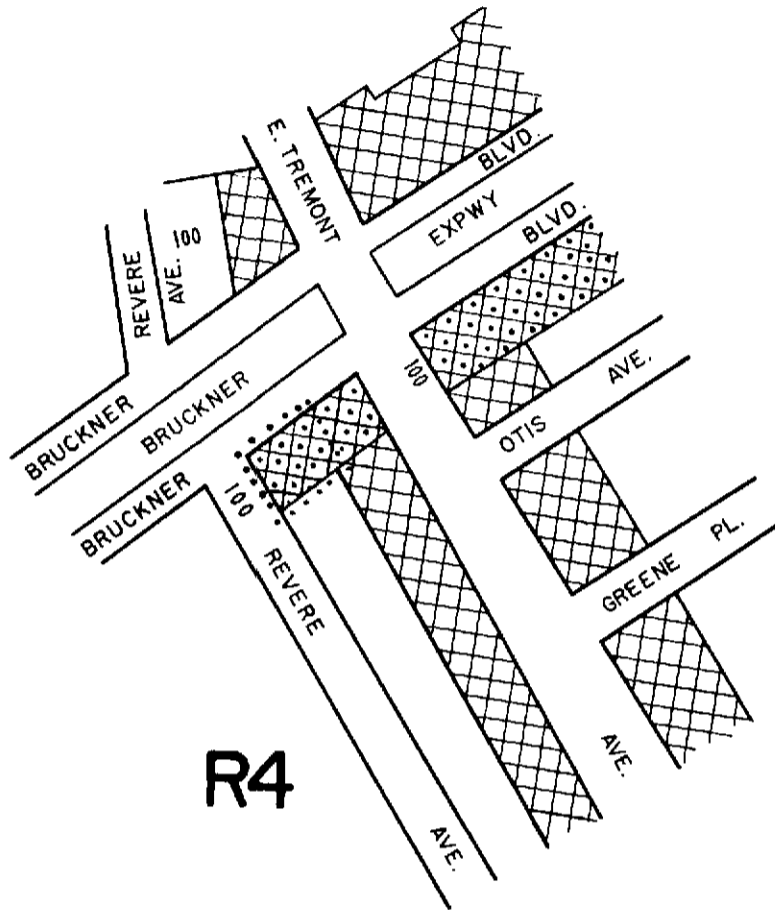 E. TREMONT
BLVD.
EXPWY
BLVD.
REVERE
AVE. 100
100
AVE.
OTIS
BRUCKNER
BRUCKNER
BRUCKNER
100
REVERE
GREENE PL.
R4
AVE.
AVE.